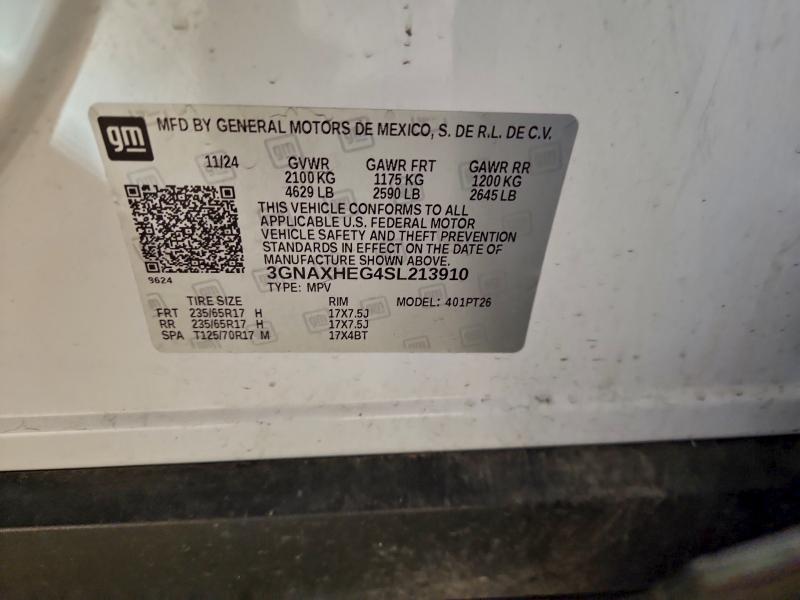 gm MFD BY GENERAL MOTORS DE MEXICO, S. DE R.L. DE C.V.
11/24 GVWR GAWR FRT GAWR RR
2100 KG 1175 KG 1200 KG
4629 LB 2590 LB 2645 LB
THIS VEHICLE CONFORMS TO ALL
APPLICABLE U.S. FEDERAL MOTOR
VEHICLE SAFETY AND THEFT PREVENTION
STANDARDS IN EFFECT ON THE DATE OF
MANUFACTURE SHOWN ABOVE.
3GNAXHEG4SL213910
9624 TYPE: MPV
TIRE SIZE RIM MODEL: 401PT26
FRT 235/65R17 H 17X7.5J
RR 235/65R17 H 17X7.5J
SPA T125/70R17 M 17X4BT